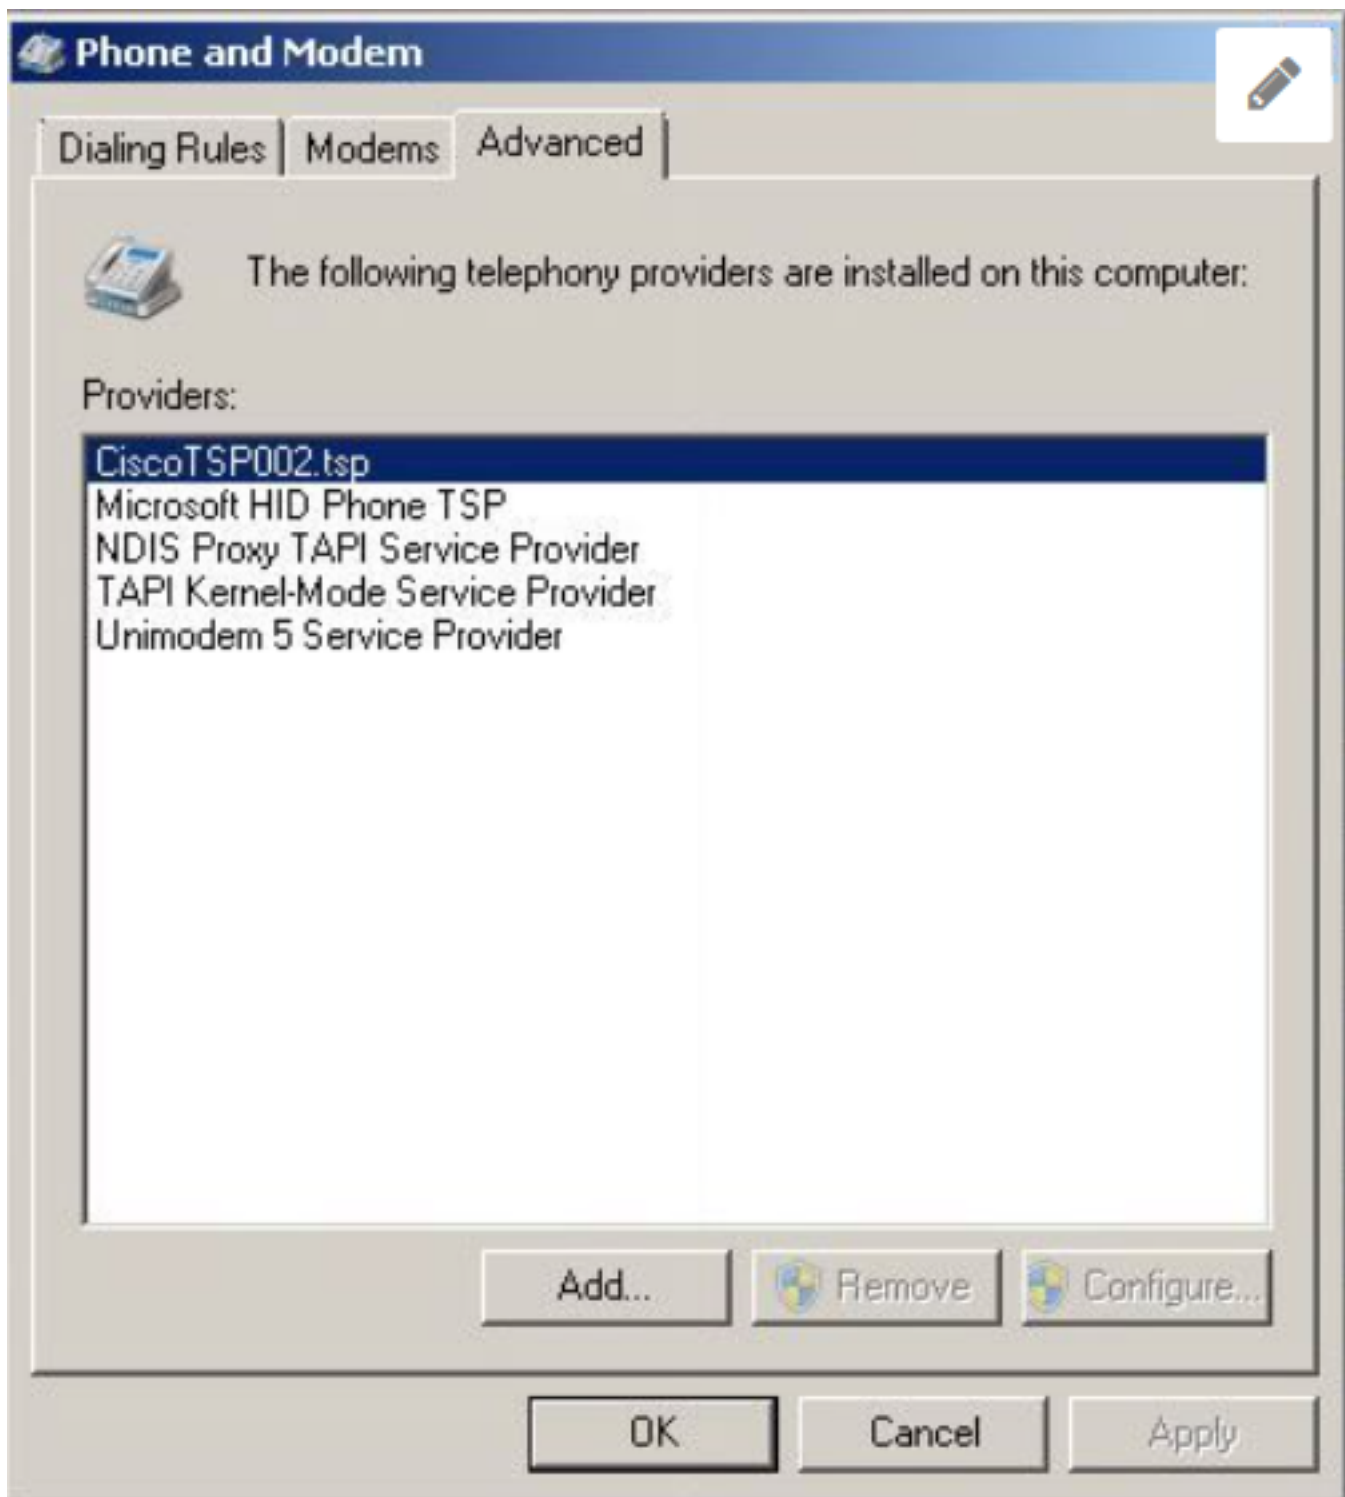 Phone and Modem
Dialing Rules
Modems
Advanced
The following telephony providers are installed on this computer:
Providers:
CiscoTSP002.tsp
Microsoft HID Phone TSP
NDIS Proxy TAPI Service Provider
TAPI Kernel-Mode Service Provider
Unimodem 5 Service Provider
Add...
Remove
Configure...
OK
Cancel
Apply